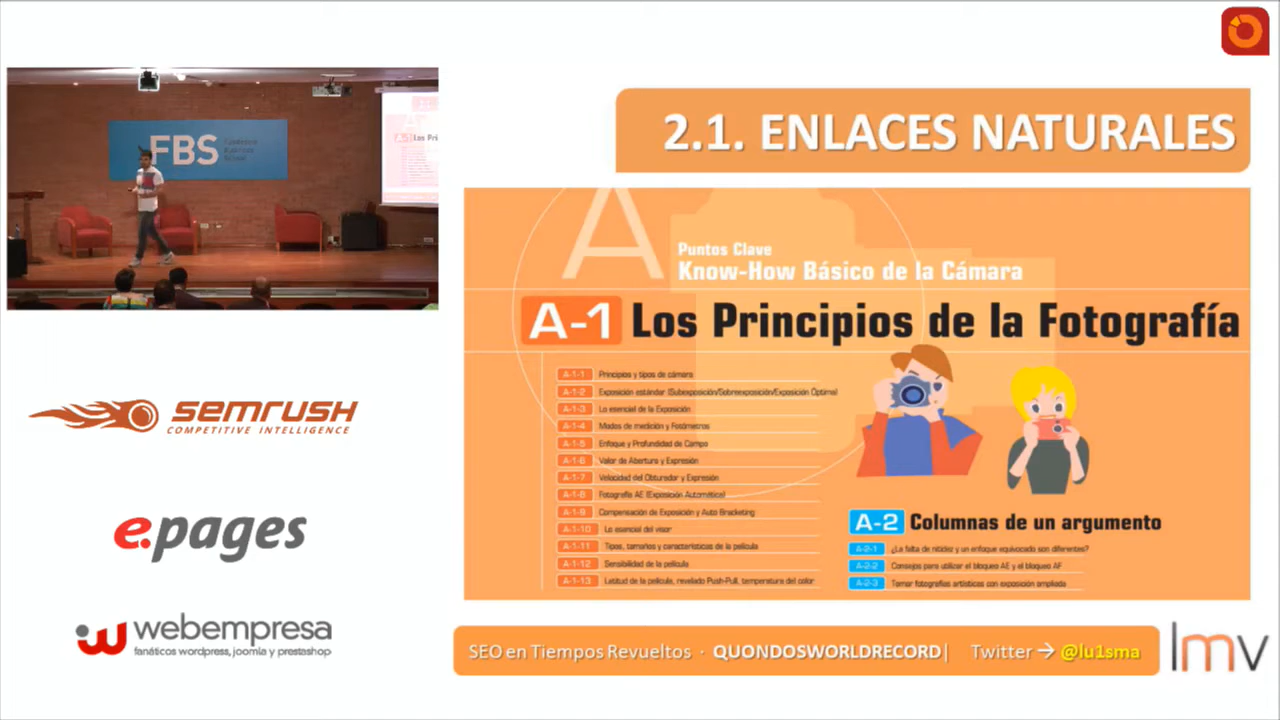 2.1. ENLACES NATURALES
FBS
Los Pri
A
Puntos Clave
Know-How Básico de la Cámara
A-1 Los Principios de la Fotografía
A-1-1 Principios y tipos de cámara
A-1-2 Exposición estándar (Subexposición/Sobreexposición/Exposición Óptima)
A-1-3 Lo esencial de la Exposición
A-1-4 Modos de medición y Fotómetros
A-1-5 Enfoque y Profundidad de Campo
A-1-6 Valor de Abertura y Expresión
A-1-7 Velocidad del Obturador y Expresión
A-1-8 Fotografía AE (Exposición Automática)
A-1-9 Compensación de Exposición y Auto Bracketing
A-1-10 Lo esencial del visor
A-1-11 Tipos, tamaños y características de la película
A-1-12 Sensibilidad de la película
A-1-13 Latitud de la película, revelado Push-Pull, temperatura del color
A-2 Columnas de un argumento
A-2-1 ¿La falta de nitidez y un enfoque equivocado son diferentes?
A-2-2 Consejos para utilizar el bloqueo AE y el bloqueo AF
A-2-3 Tomar fotografías artísticas con exposición ampliada
semrush
COMPETITIVE INTELLIGENCE
e.pages
webempresa
fanáticos wordpress, joomla y prestashop
SEO en Tiempos Revueltos · QUONDOSWORLDRECORD| Twitter → @lu1sma
lmv